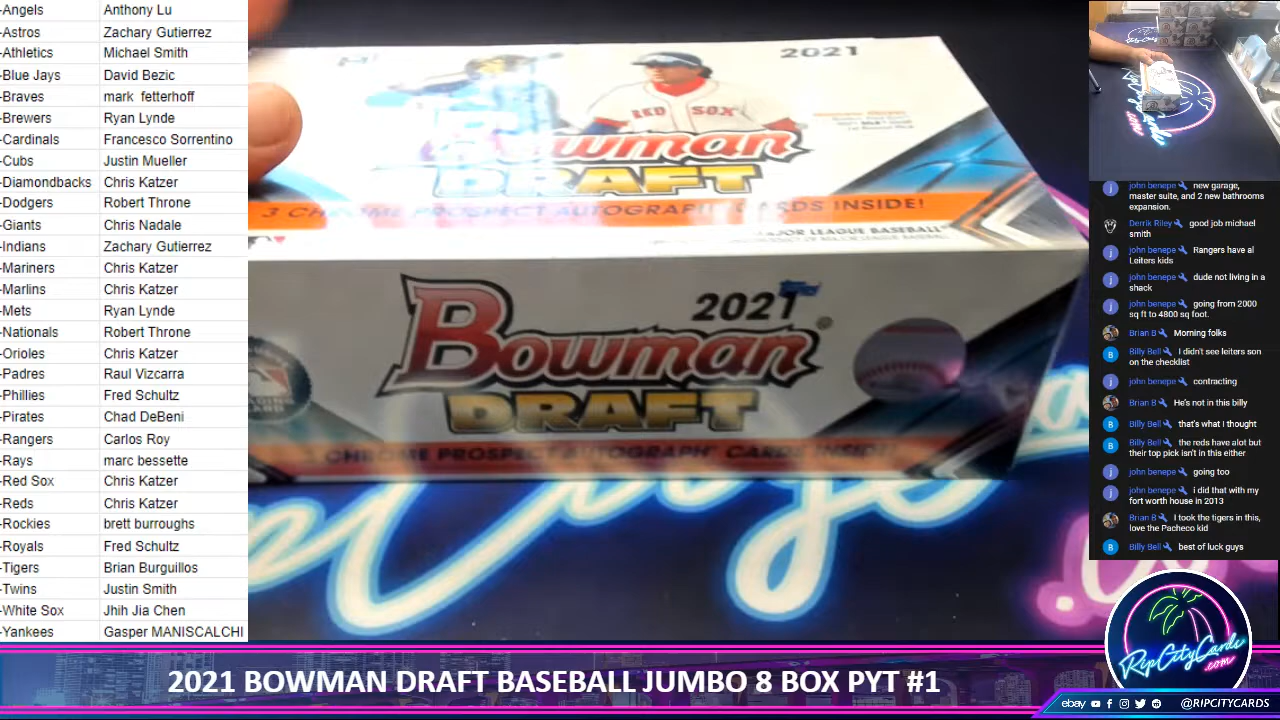 -Angels Anthony Lu
-Astros Zachary Gutierrez
-Athletics Michael Smith
-Blue Jays David Bezic
-Braves mark fetterhoff
-Brewers Ryan Lynde
-Cardinals Francesco Sorrentino
-Cubs Justin Mueller
-Diamondbacks Chris Katzer
-Dodgers Robert Throne
-Giants Chris Nadale
-Indians Zachary Gutierrez
-Mariners Chris Katzer
-Marlins Chris Katzer
-Mets Ryan Lynde
-Nationals Robert Throne
-Orioles Chris Katzer
-Padres Raul Vizcarra
-Phillies Fred Schultz
-Pirates Chad DeBeni
-Rangers Carlos Roy
-Rays marc bessette
-Red Sox Chris Katzer
-Reds Chris Katzer
-Rockies brett burroughs
-Royals Fred Schultz
-Tigers Brian Burguillos
-Twins Justin Smith
-White Sox Jhih Jia Chen
-Yankees Gasper MANISCALCHI
2021
RED SOX
Bowman
DRAFT
3 CHROME PROSPECT AUTOGRAPH CARDS INSIDE!
MAJOR LEAGUE BASEBALL
2021 Topps
Bowman®
DRAFT
3 CHROME PROSPECT AUTOGRAPH CARDS INSIDE!
john benepe new garage,
master suite, and 2 new bathrooms
expansion.
Derrik Riley good job michael
smith
john benepe Rangers have al
Leiters kids
john benepe dude not living in a
shack
john benepe going from 2000
sq ft to 4800 sq foot.
Brian B Morning folks
Billy Bell I didn't see leiters son
on the checklist
john benepe contracting
Brian B He's not in this billy
Billy Bell that's what I thought
Billy Bell the reds have alot but
their top pick isn't in this either
john benepe going too
john benepe i did that with my
fort worth house in 2013
Brian B I took the tigers in this,
love the Pacheco kid
Billy Bell best of luck guys
RipCityCards
.com
2021 BOWMAN DRAFT BASEBALL JUMBO 8 BOX PYT #1
ebay @RIPCITYCARDS